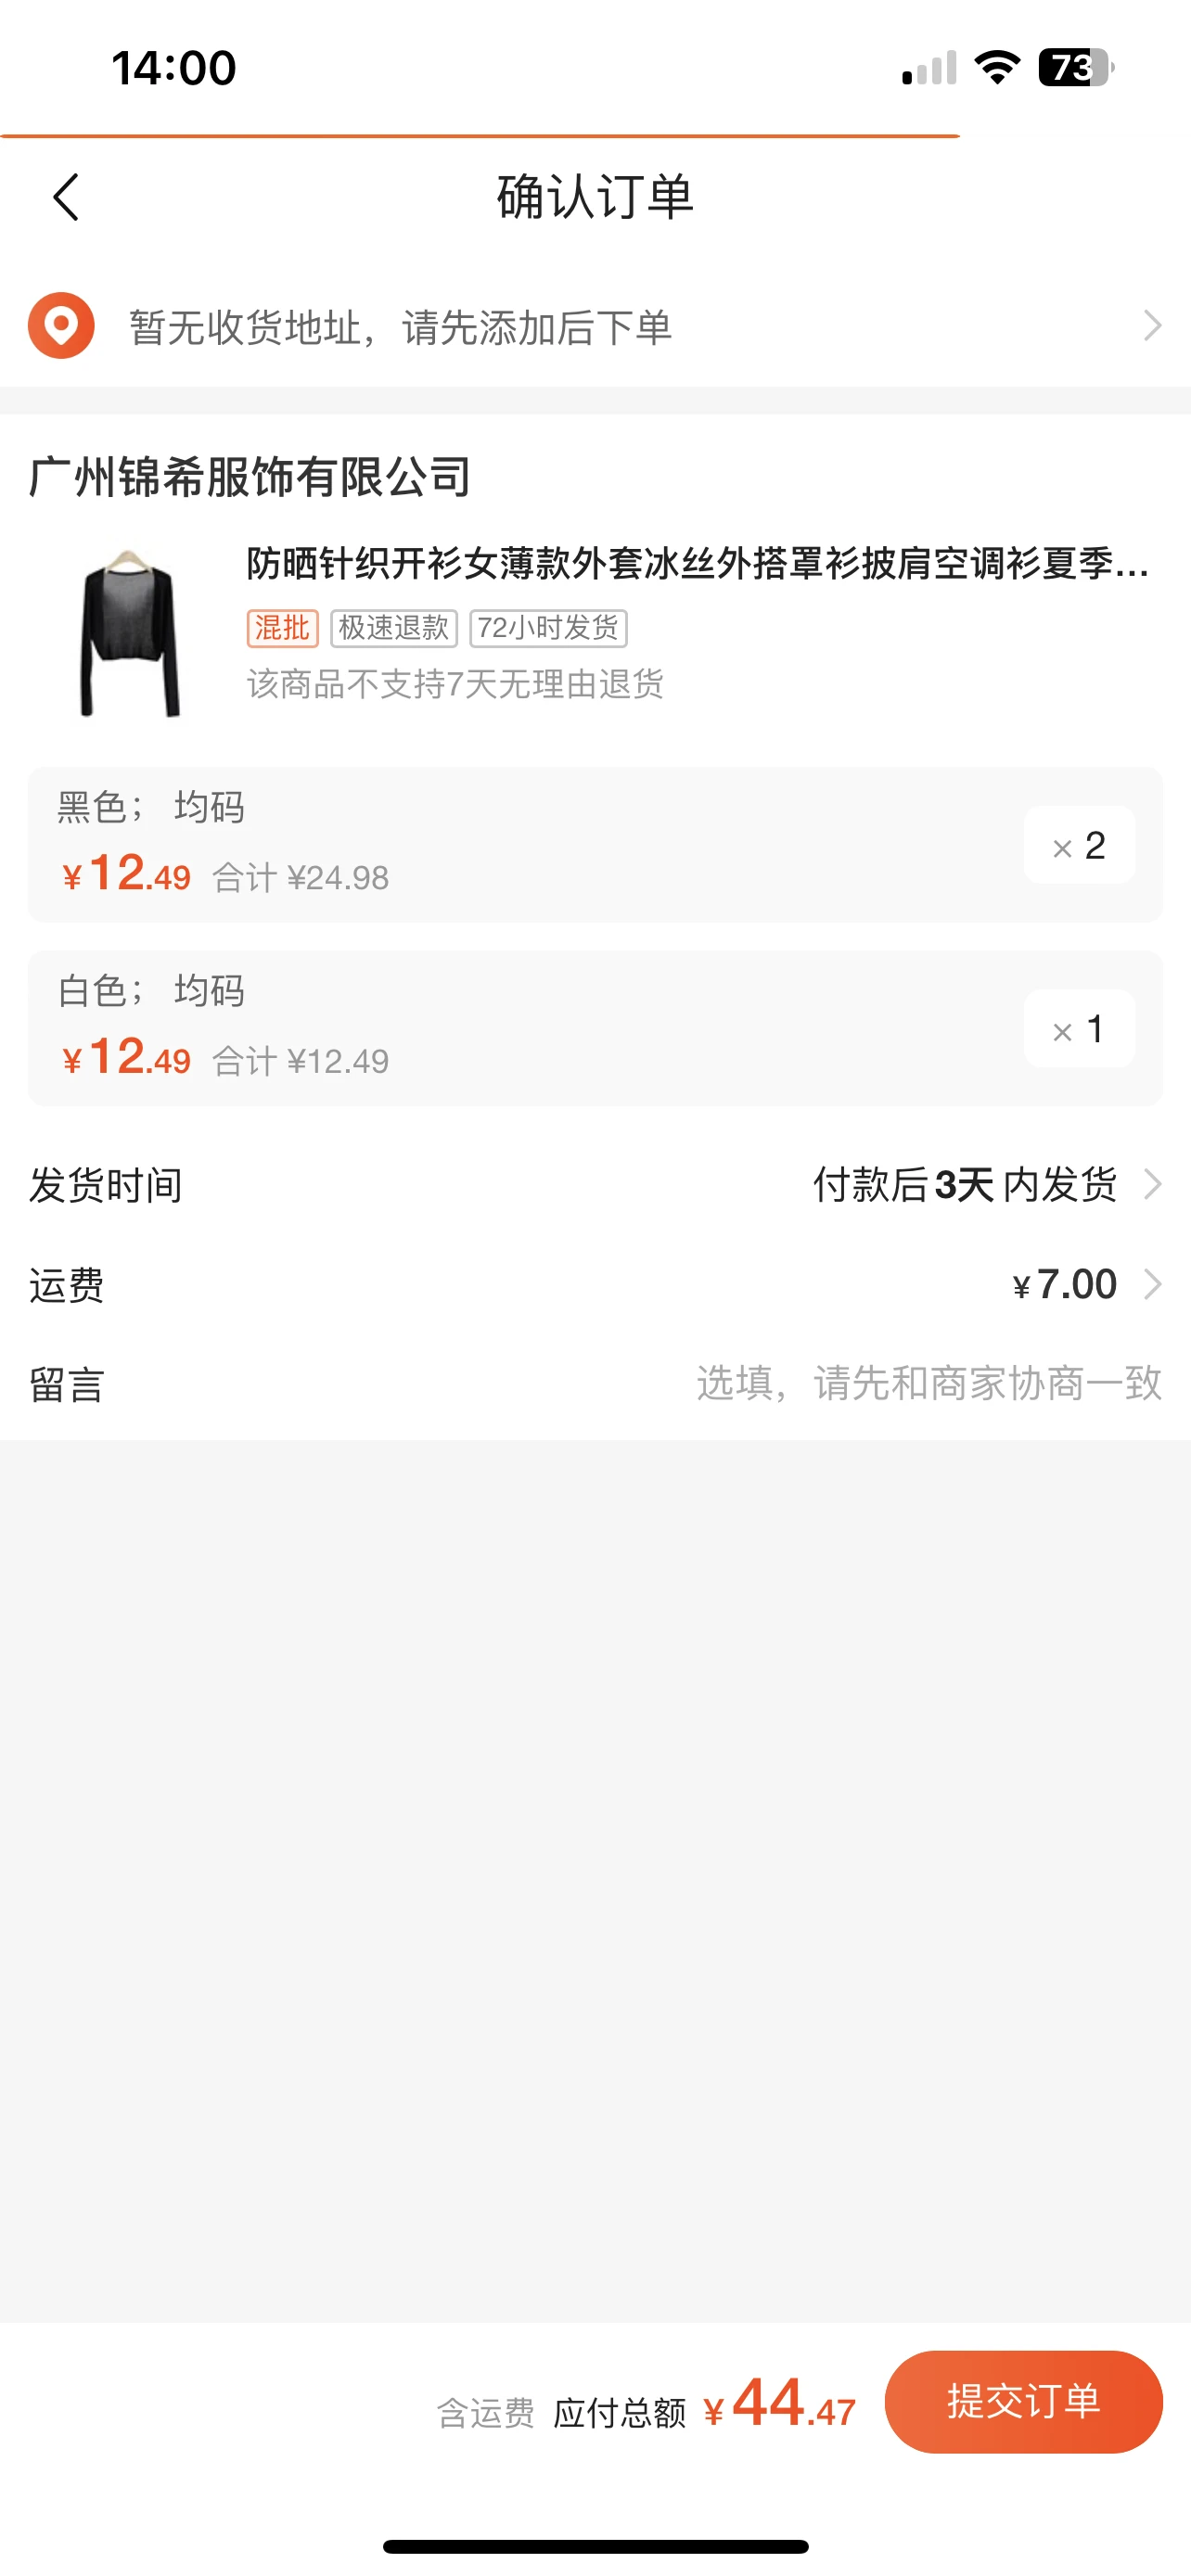 14:00
73
确认订单
暂无收货地址，请先添加后下单
广州锦希服饰有限公司
防晒针织开衫女薄款外套冰丝外搭罩衫披肩空调衫夏季...
混批 极速退款 72小时发货
该商品不支持7天无理由退货
黑色； 均码
¥12.49 合计 ¥24.98
× 2
白色； 均码
¥12.49 合计 ¥12.49
× 1
发货时间 付款后3天内发货
运费 ¥7.00
留言 选填，请先和商家协商一致
含运费 应付总额 ¥44.47 提交订单